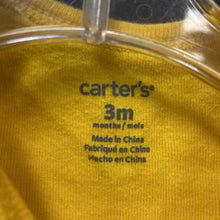 carter's®
3m
months / mois
Made in China
Fabriqué en Chine
Hecho en China